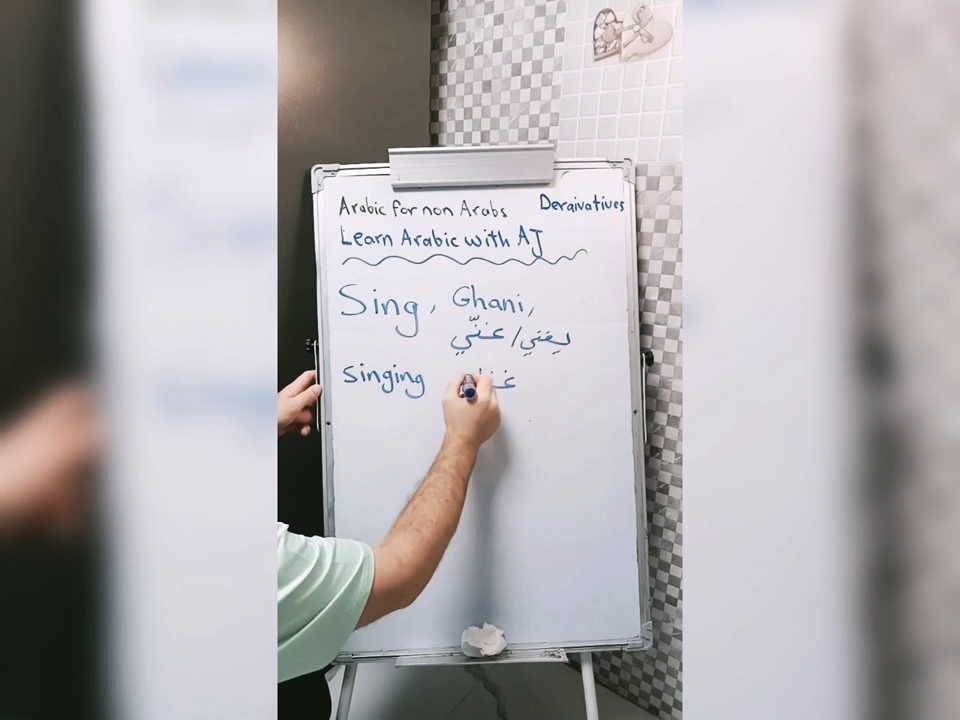 Arabic for non Arabs
Deraivatives
Learn Arabic with AJ
Sing, Ghani,
يغني / غنّي
Singing